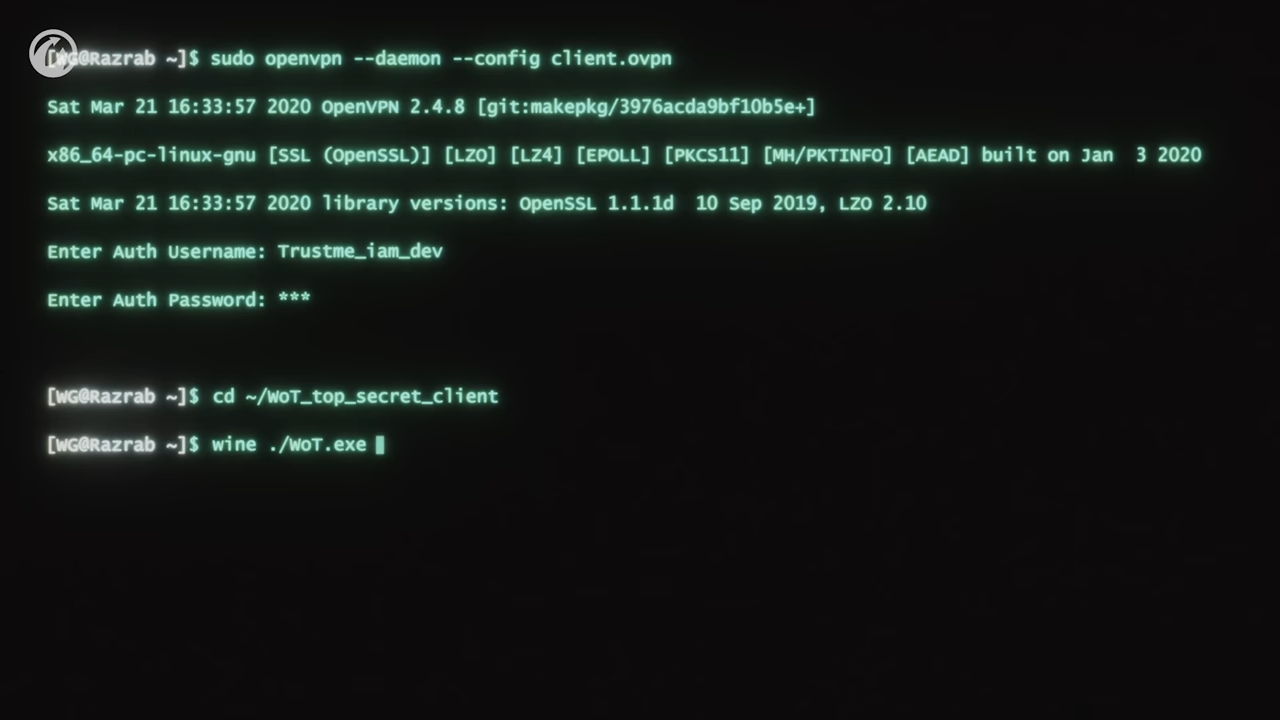 [WG@Razrab ~]$ sudo openvpn --daemon --config client.ovpn
Sat Mar 21 16:33:57 2020 OpenVPN 2.4.8 [git:makepkg/3976acda9bf10b5e+]
x86_64-pc-linux-gnu [SSL (OpenSSL)] [LZO] [LZ4] [EPOLL] [PKCS11] [MH/PKTINFO] [AEAD] built on Jan  3 2020
Sat Mar 21 16:33:57 2020 library versions: OpenSSL 1.1.1d  10 Sep 2019, LZO 2.10
Enter Auth Username: Trustme_iam_dev
Enter Auth Password: ***
[WG@Razrab ~]$ cd ~/WoT_top_secret_client
[WG@Razrab ~]$ wine ./WoT.exe